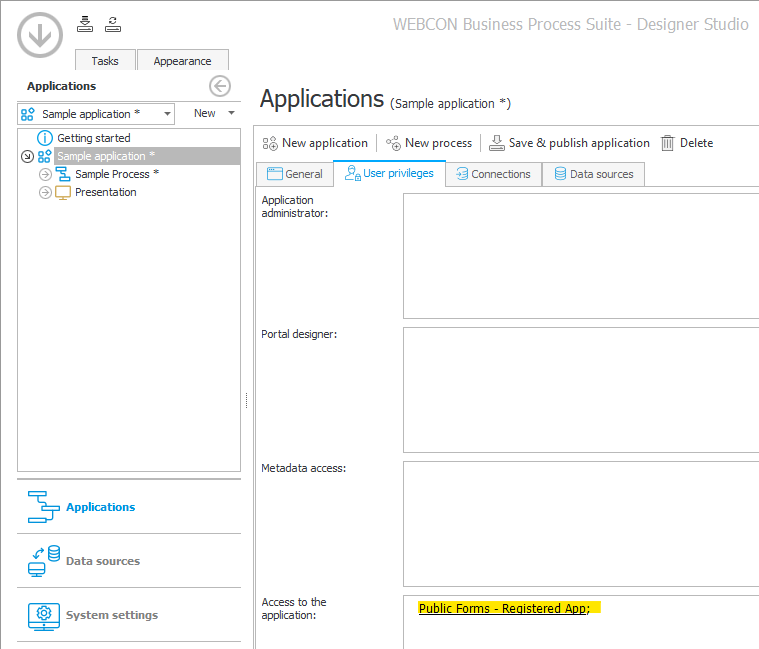 WEBCON Business Process Suite - Designer Studio
Tasks
Appearance
Applications
Sample application *
New
Getting started
Sample application *
Sample Process *
Presentation
Applications
Data sources
System settings
Applications (Sample application *)
New application
New process
Save & publish application
Delete
General
User privileges
Connections
Data sources
Application
administrator:
Portal designer:
Metadata access:
Access to the
application:
Public Forms - Registered App;